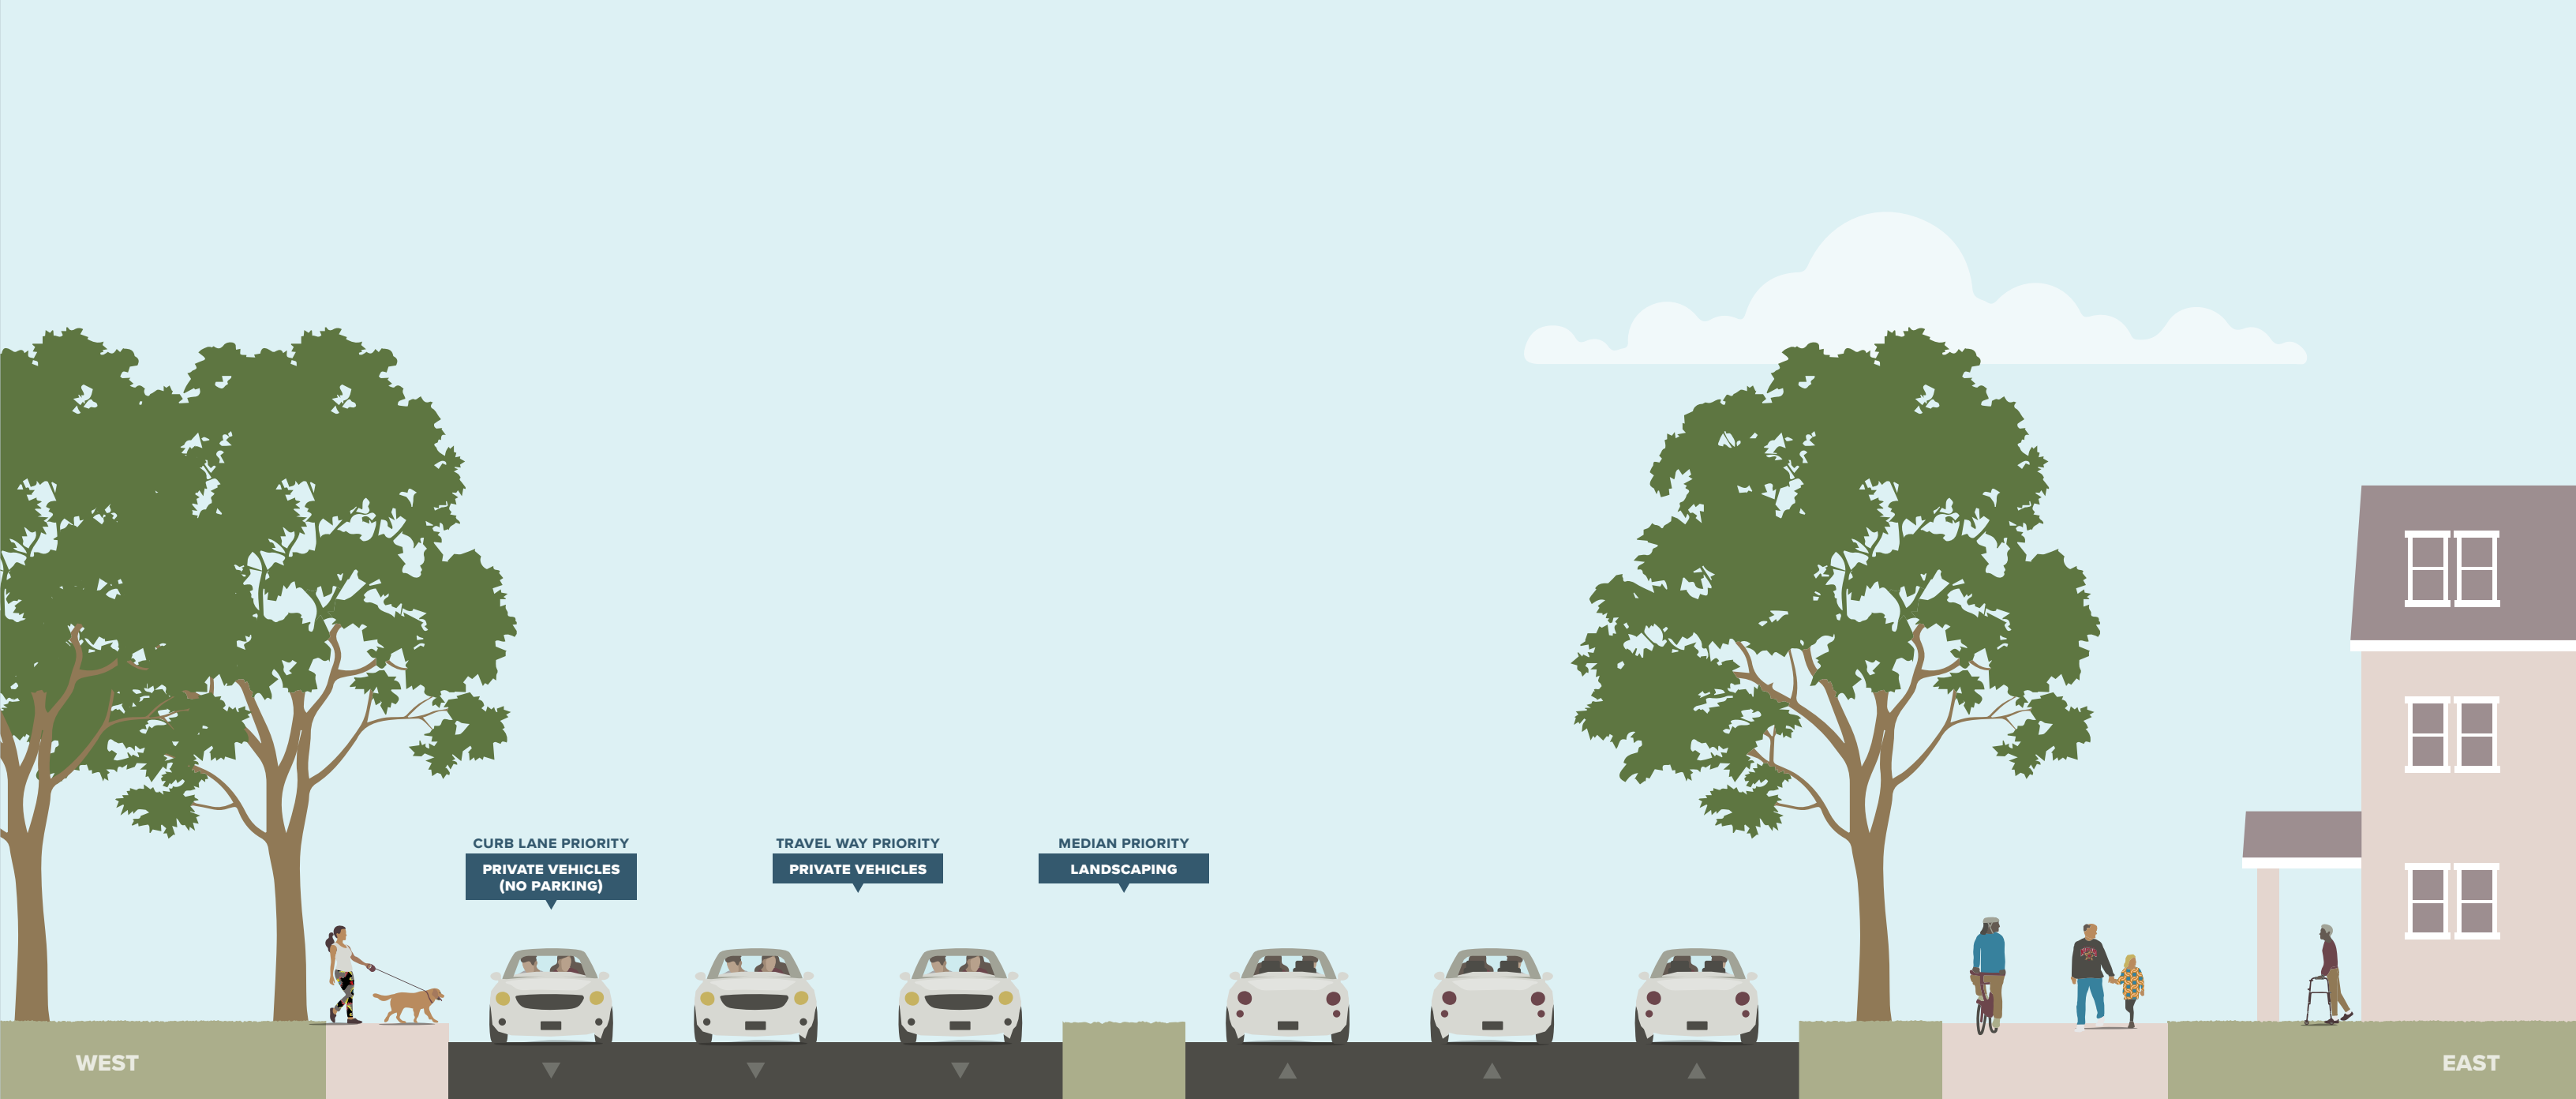 CURB LANE PRIORITY
PRIVATE VEHICLES
(NO PARKING)
TRAVEL WAY PRIORITY
PRIVATE VEHICLES
MEDIAN PRIORITY
LANDSCAPING
WEST
EAST